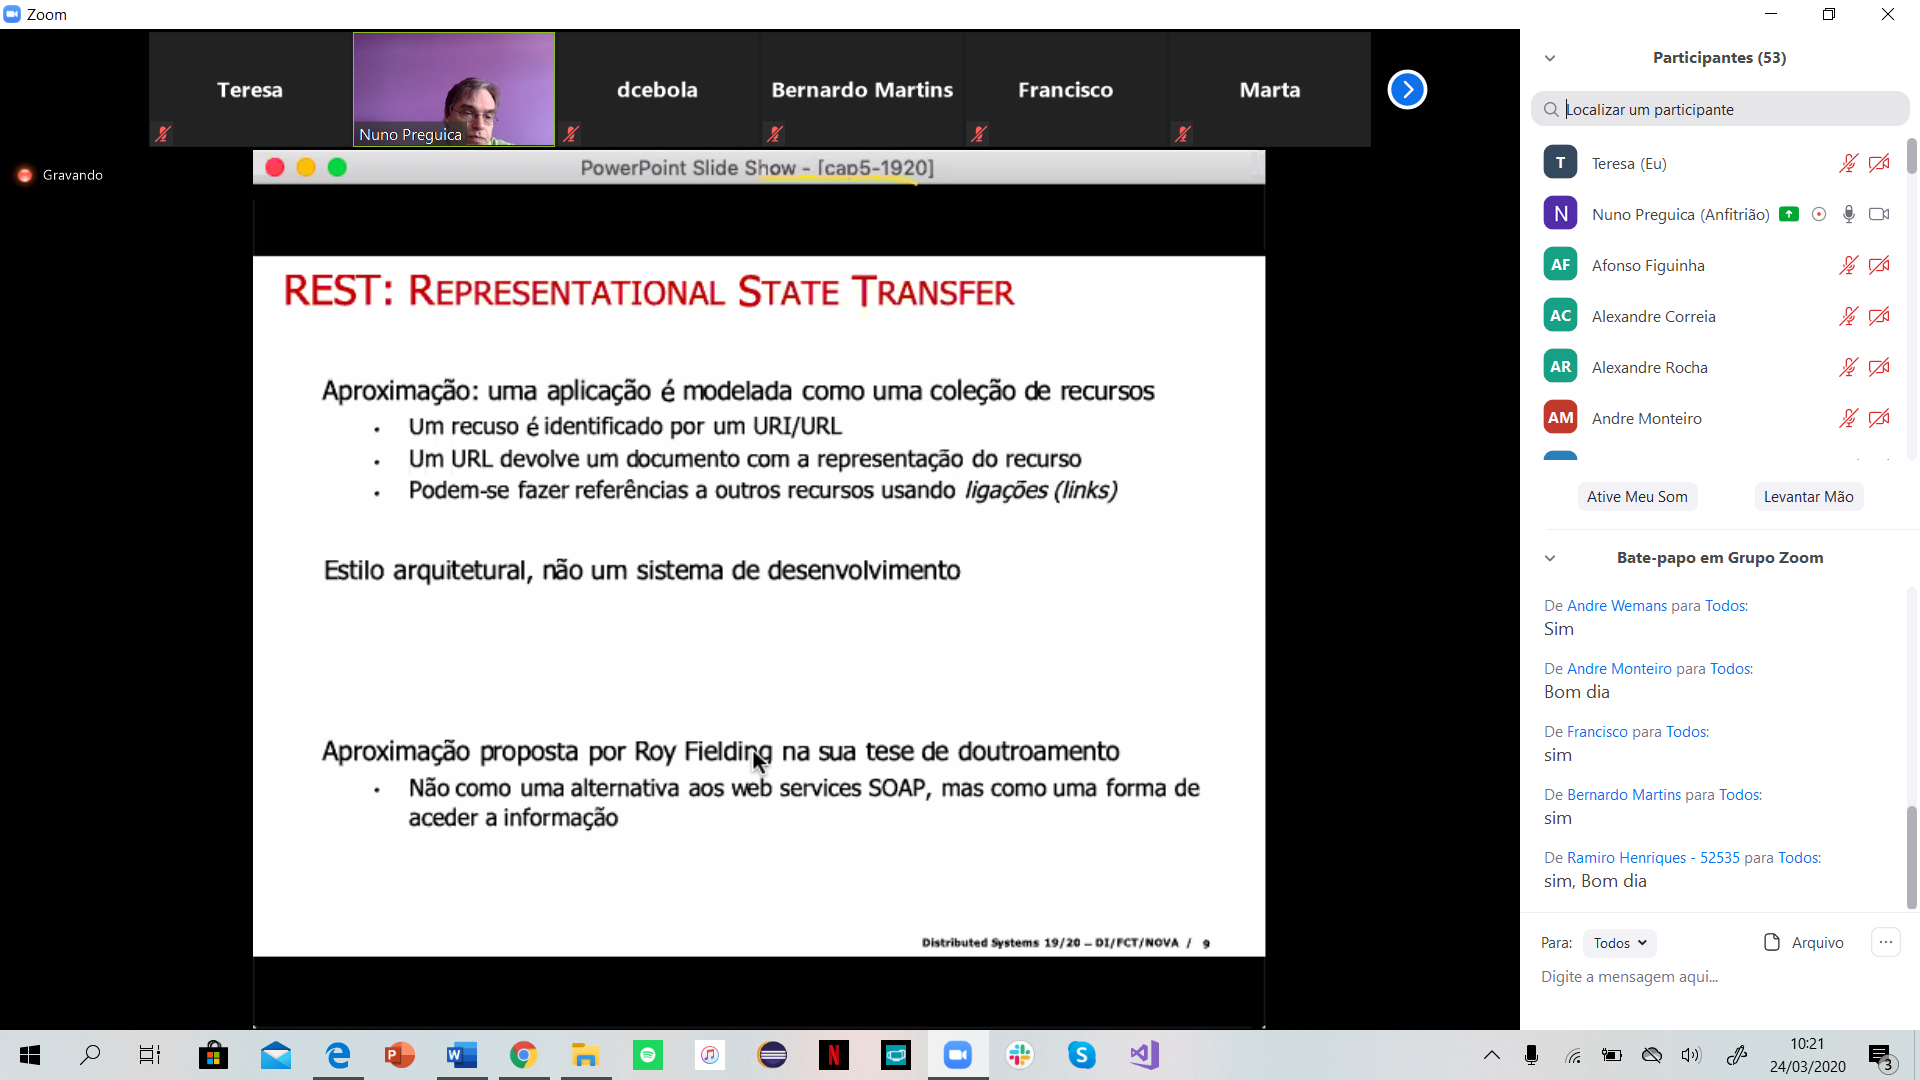 Zoom
Teresa
Nuno Preguica
dcebola
Bernardo Martins
Francisco
Marta
Gravando
PowerPoint Slide Show - [cap5-1920]
REST: REPRESENTATIONAL STATE TRANSFER
Aproximação: uma aplicação é modelada como uma coleção de recursos
• Um recuso é identificado por um URI/URL
• Um URL devolve um documento com a representação do recurso
• Podem-se fazer referências a outros recursos usando ligações (links)
Estilo arquitetural, não um sistema de desenvolvimento
Aproximação proposta por Roy Fielding na sua tese de doutroamento
• Não como uma alternativa aos web services SOAP, mas como uma forma de
aceder a informação
Distributed Systems 19/20 – DI/FCT/NOVA / 9
Participantes (53)
Localizar um participante
T Teresa (Eu)
N Nuno Preguica (Anfitrião)
AF Afonso Figuinha
AC Alexandre Correia
AR Alexandre Rocha
AM Andre Monteiro
Ative Meu Som Levantar Mão
Bate-papo em Grupo Zoom
De Andre Wemans para Todos:
Sim
De Andre Monteiro para Todos:
Bom dia
De Francisco para Todos:
sim
De Bernardo Martins para Todos:
sim
De Ramiro Henriques - 52535 para Todos:
sim, Bom dia
Para: Todos Arquivo ...
Digite a mensagem aqui...
10:21
24/03/2020
3